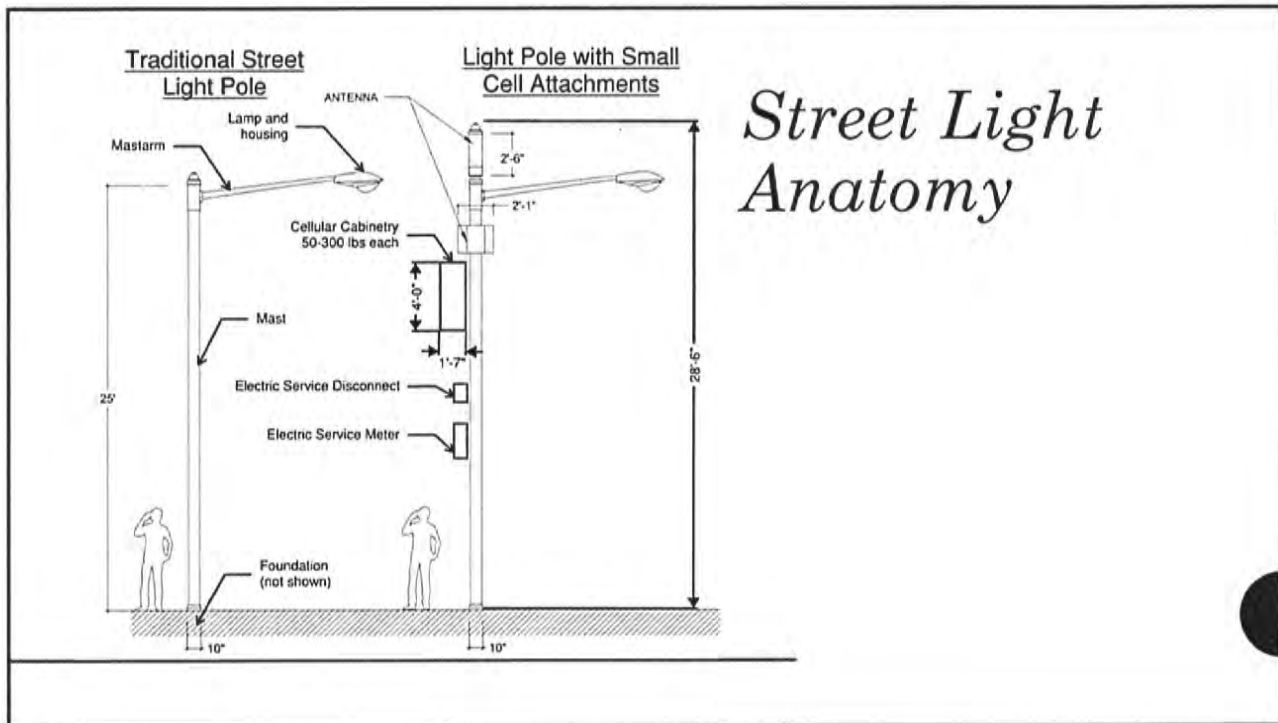 Traditional Street
Light Pole
Light Pole with Small
Cell Attachments
Street Light
Anatomy
ANTENNA
Lamp and
housing
Mastarm
2'-6"
2'-1"
Cellular Cabinetry
50-300 lbs each
4'-0"
1'-7"
Mast
28'-6"
25'
Electric Service Disconnect
Electric Service Meter
Foundation
(not shown)
10"
10"